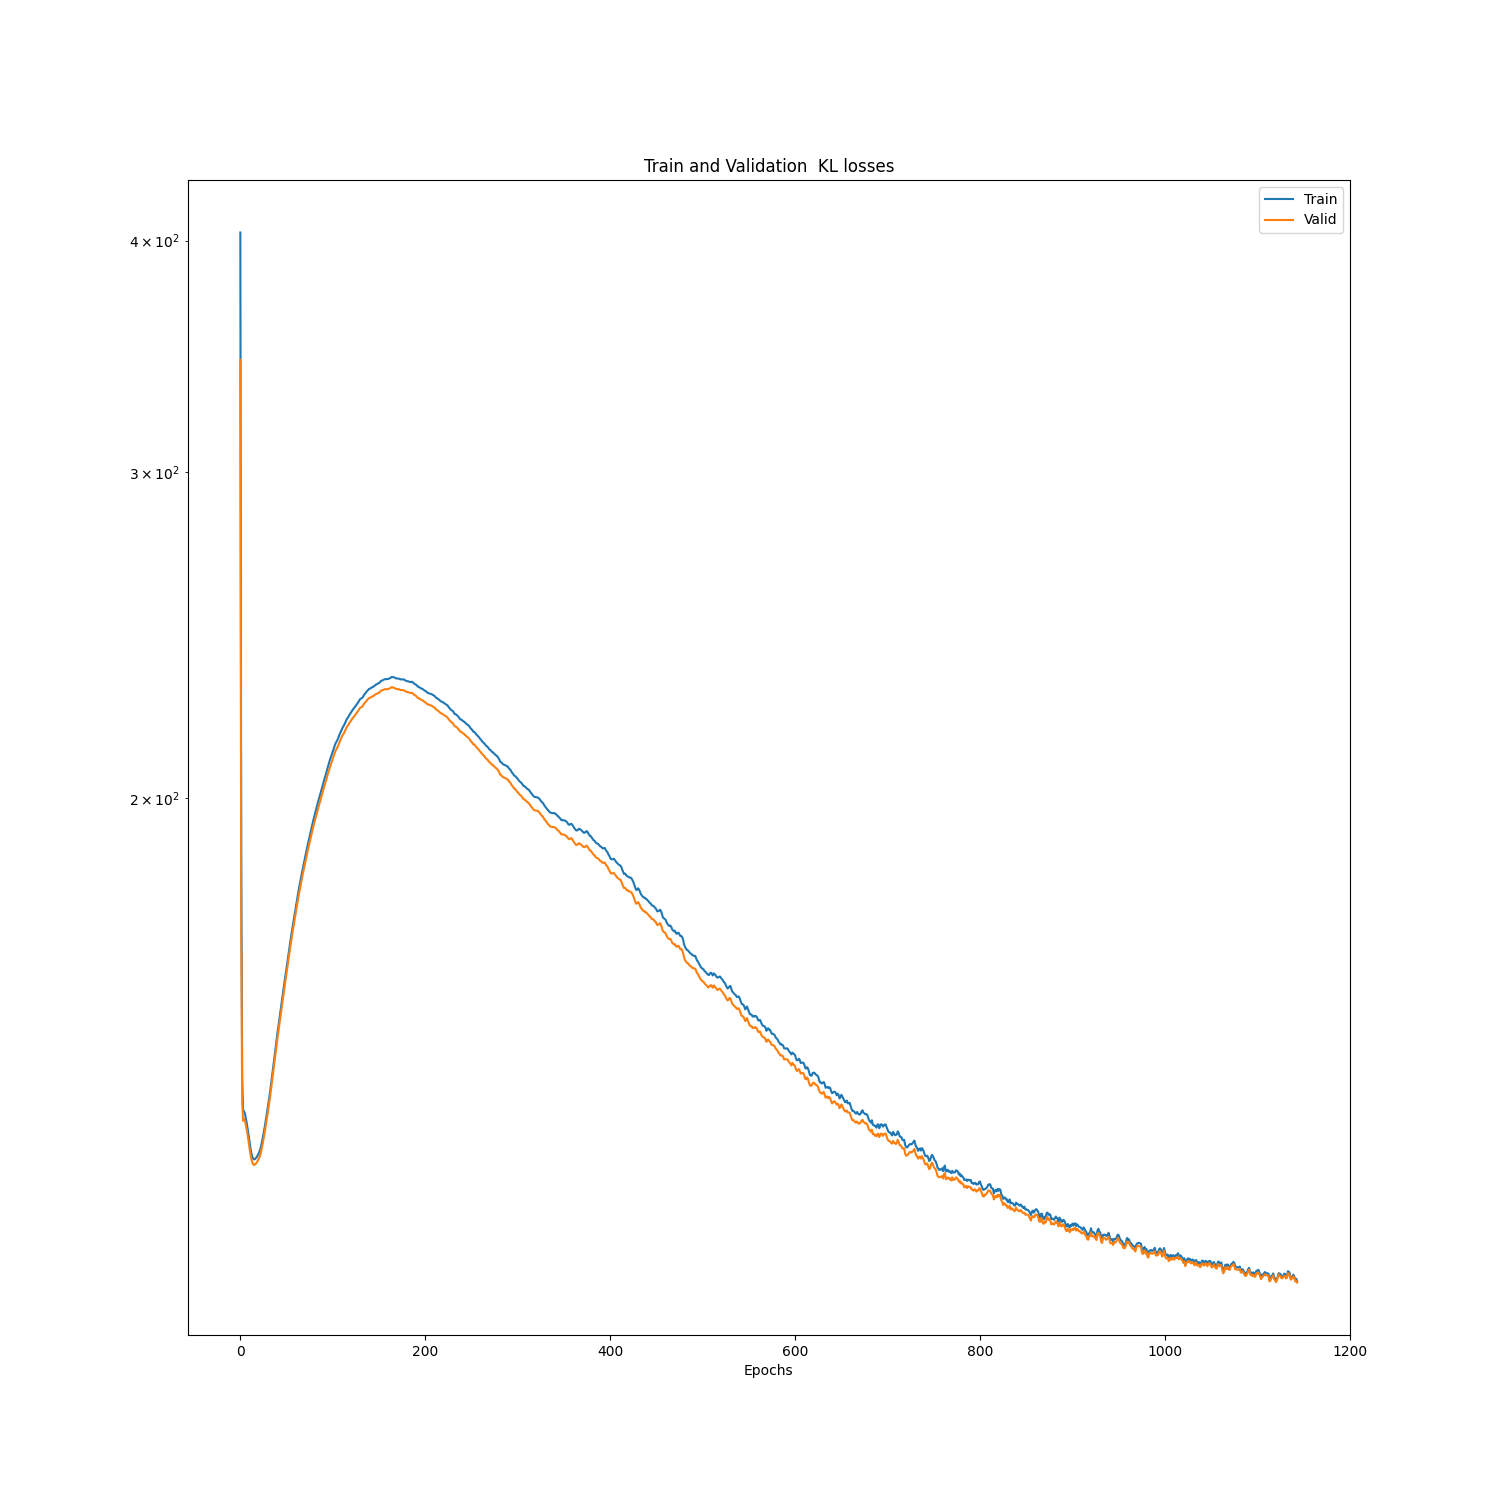 Train and Validation  KL losses
Train
Valid
4 × 10²
3 × 10²
2 × 10²
0 200 400 600 800 1000 1200
Epochs